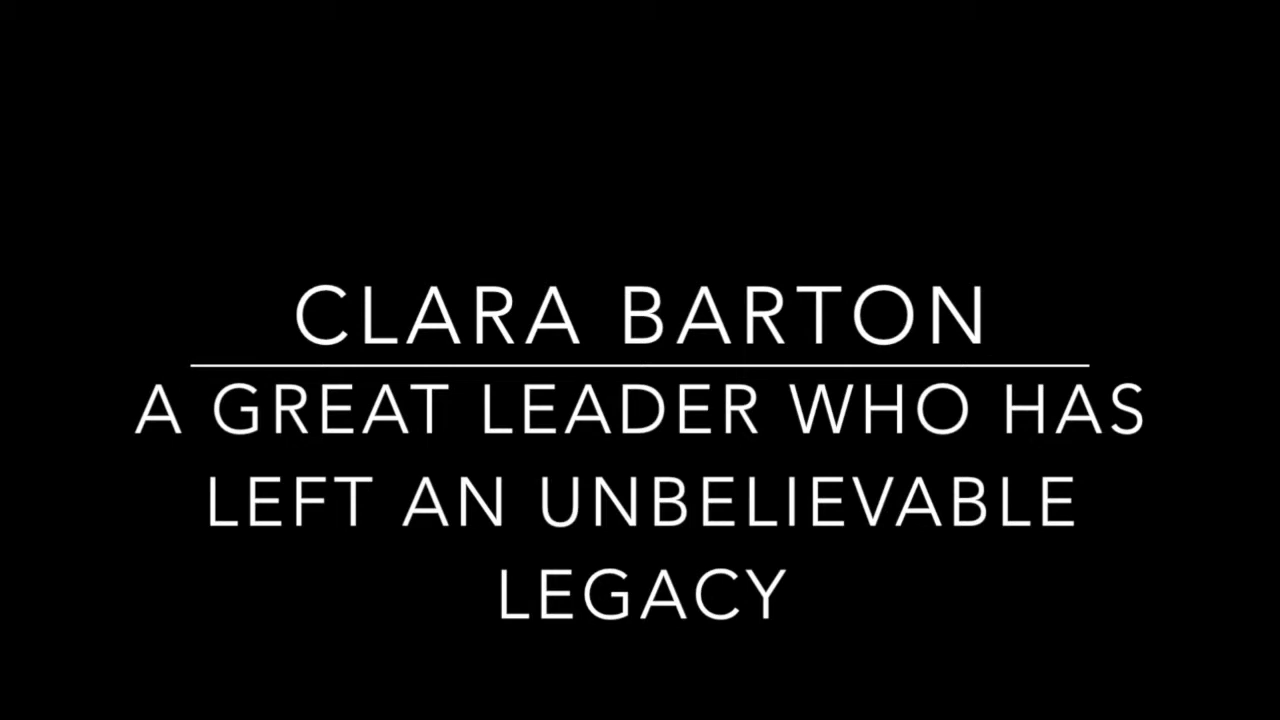 CLARA BARTON
A GREAT LEADER WHO HAS
LEFT AN UNBELIEVABLE
LEGACY